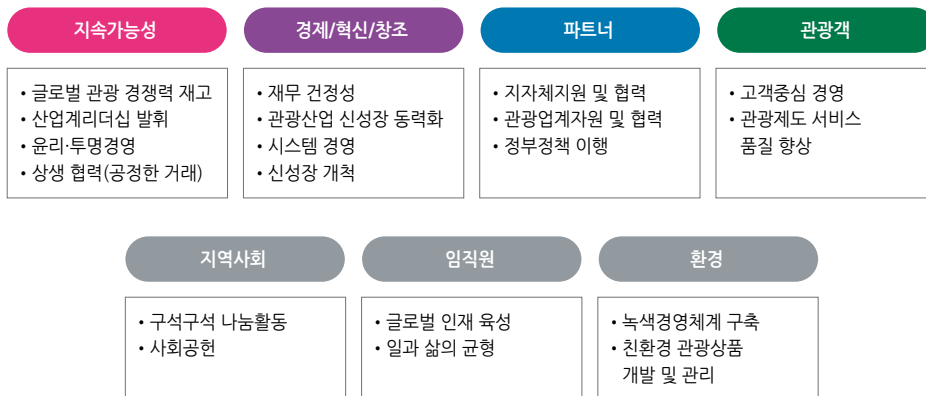 지속가능성
• 글로벌 관광 경쟁력 재고
• 산업계리더십 발휘
• 윤리·투명경영
• 상생 협력(공정한 거래)
경제/혁신/창조
• 재무 건정성
• 관광산업 신성장 동력화
• 시스템 경영
• 신성장 개척
파트너
• 지자체지원 및 협력
• 관광업계자원 및 협력
• 정부정책 이행
관광객
• 고객중심 경영
• 관광제도 서비스
품질 향상
지역사회
• 구석구석 나눔활동
• 사회공헌
임직원
• 글로벌 인재 육성
• 일과 삶의 균형
환경
• 녹색경영체계 구축
• 친환경 관광상품
개발 및 관리